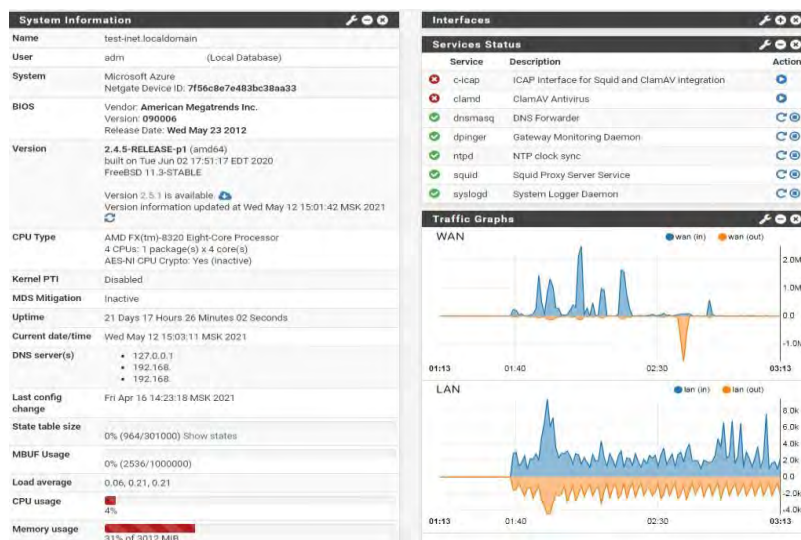 System Information
Name test-inet.localdomain
User adm (Local Database)
System Microsoft Azure
Netgate Device ID: 7f56c8e7e483bc38aa33
BIOS Vendor: American Megatrends Inc.
Version: 090006
Release Date: Wed May 23 2012
Version 2.4.5-RELEASE-p1 (amd64)
built on Tue Jun 02 17:51:17 EDT 2020
FreeBSD 11.3-STABLE
Version 2.5.1 is available.
Version information updated at Wed May 12 15:01:42 MSK 2021
CPU Type AMD FX(tm)-8320 Eight-Core Processor
4 CPUs: 1 package(s) x 4 core(s)
AES-NI CPU Crypto: Yes (inactive)
Kernel PTI Disabled
MDS Mitigation Inactive
Uptime 21 Days 17 Hours 26 Minutes 02 Seconds
Current date/time Wed May 12 15:03:11 MSK 2021
DNS server(s)
• 127.0.0.1
• 192.168.
• 192.168.
Last config change Fri Apr 16 14:23:18 MSK 2021
State table size
0% (964/301000) Show states
MBUF Usage
0% (2536/1000000)
Load average 0.06, 0.21, 0.21
CPU usage
4%
Memory usage
31% of 3012 MiB
Interfaces
Services Status
Service Description Action
c-icap ICAP Interface for Squid and ClamAV integration
clamd ClamAV Antivirus
dnsmasq DNS Forwarder
dpinger Gateway Monitoring Daemon
ntpd NTP clock sync
squid Squid Proxy Server Service
syslogd System Logger Daemon
Traffic Graphs
WAN
wan (in) wan (out)
2.0M
1.0M
0.0
-1.0M
01:13 01:40 02:30 03:13
LAN
lan (in) lan (out)
8.0k
6.0k
4.0k
2.0k
0.0
-2.0k
-4.0k
01:13 01:40 02:30 03:13